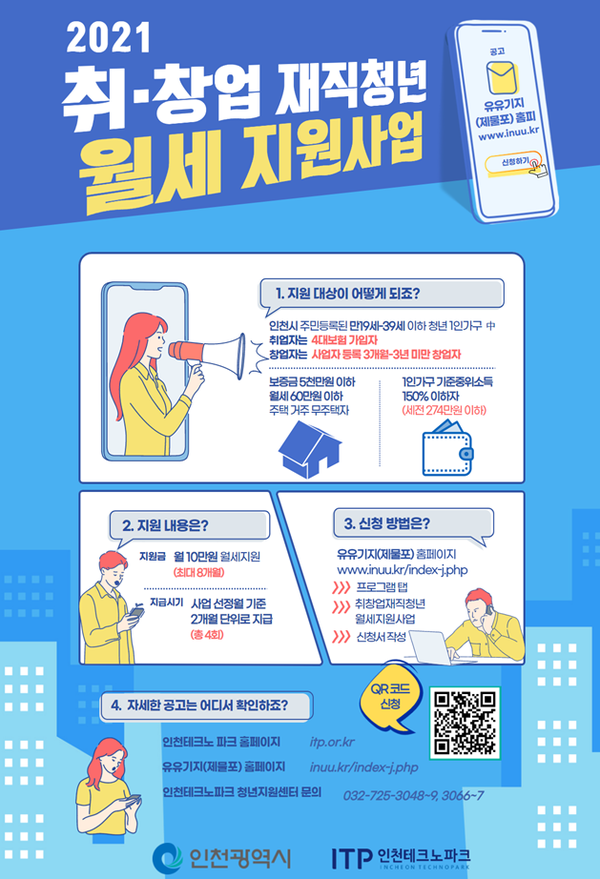 2021
취·창업 재직청년
월세 지원사업
공고
유유기지
(제물포) 홈피
www.inuu.kr
신청하기
1. 지원 대상이 어떻게 되죠?
인천시 주민등록된 만19세-39세 이하 청년 1인가구 中
취업자는 4대보험 가입자
창업자는 사업자 등록 3개월-3년 미만 창업자
보증금 5천만원 이하
월세 60만원 이하
주택 거주 무주택자
1인가구 기준중위소득
150% 이하자
(세전 274만원 이하)
2. 지원 내용은?
지원금 월 10만원 월세지원
(최대 8개월)
지급시기 사업 선정월 기준
2개월 단위로 지급
(총 4회)
3. 신청 방법은?
유유기지(제물포) 홈페이지
www.inuu.kr/index-j.php
》》》 프로그램 탭
》》》 취창업재직청년
월세지원사업
》》》 신청서 작성
QR 코드
신청
4. 자세한 공고는 어디서 확인하죠?
인천테크노 파크 홈페이지 itp.or.kr
유유기지(제물포) 홈페이지 inuu.kr/index-j.php
인천테크노파크 청년지원센터 문의 032-725-3048~9, 3066~7
인천광역시
ITP 인천테크노파크
INCHEON TECHNOPARK